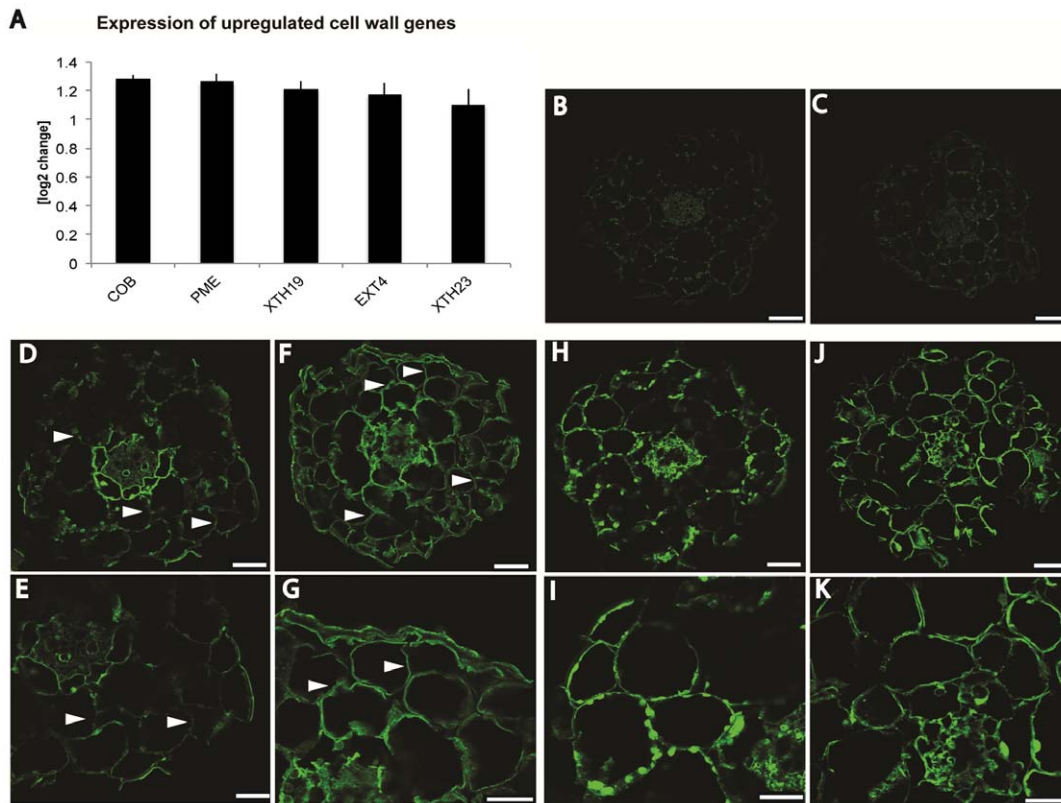 A
Expression of upregulated cell wall genes
[log2 change]
1.4
1.2
1
0.8
0.6
0.4
0.2
0
COB
PME
XTH19
EXT4
XTH23
B
C
D
F
H
J
E
G
I
K